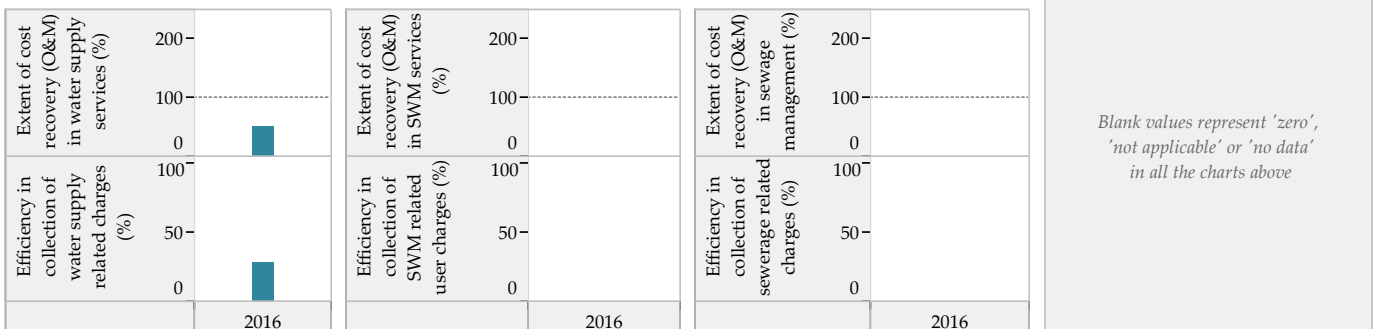 Extent of cost
recovery (O&M)
in water supply
services (%)
200
100
0
Efficiency in
collection of
water supply
related charges
(%)
100
50
0
2016
Extent of cost
recovery (O&M)
in SWM services
(%)
200
100
0
Efficiency in
collection of
SWM related
user charges (%)
100
50
0
2016
Extent of cost
recovery (O&M)
in sewage
management (%)
200
100
0
Efficiency in
collection of
sewerage related
charges (%)
100
50
0
2016
Blank values represent 'zero',
'not applicable' or 'no data'
in all the charts above